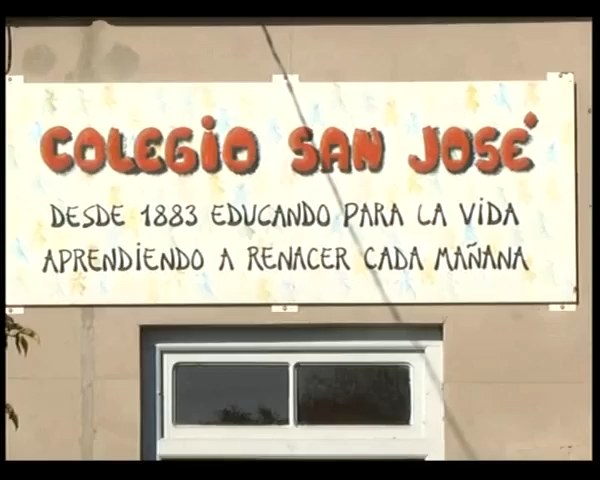 COLEGIO SAN JOSÉ
DESDE 1883 EDUCANDO PARA LA VIDA
APRENDIENDO A RENACER CADA MAÑANA